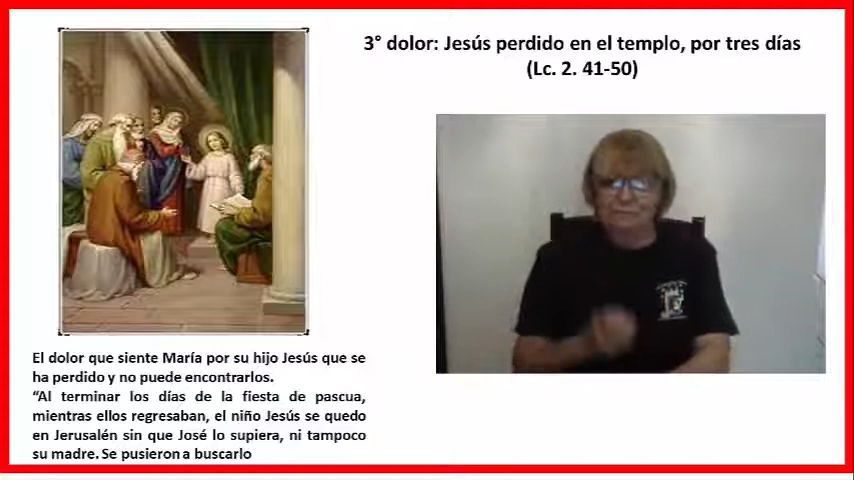 3° dolor: Jesús perdido en el templo, por tres días
(Lc. 2. 41-50)
El dolor que siente María por su hijo Jesús que se
ha perdido y no puede encontrarlos.
“Al terminar los días de la fiesta de pascua,
mientras ellos regresaban, el niño Jesús se quedo
en Jerusalén sin que José lo supiera, ni tampoco
su madre. Se pusieron a buscarlo